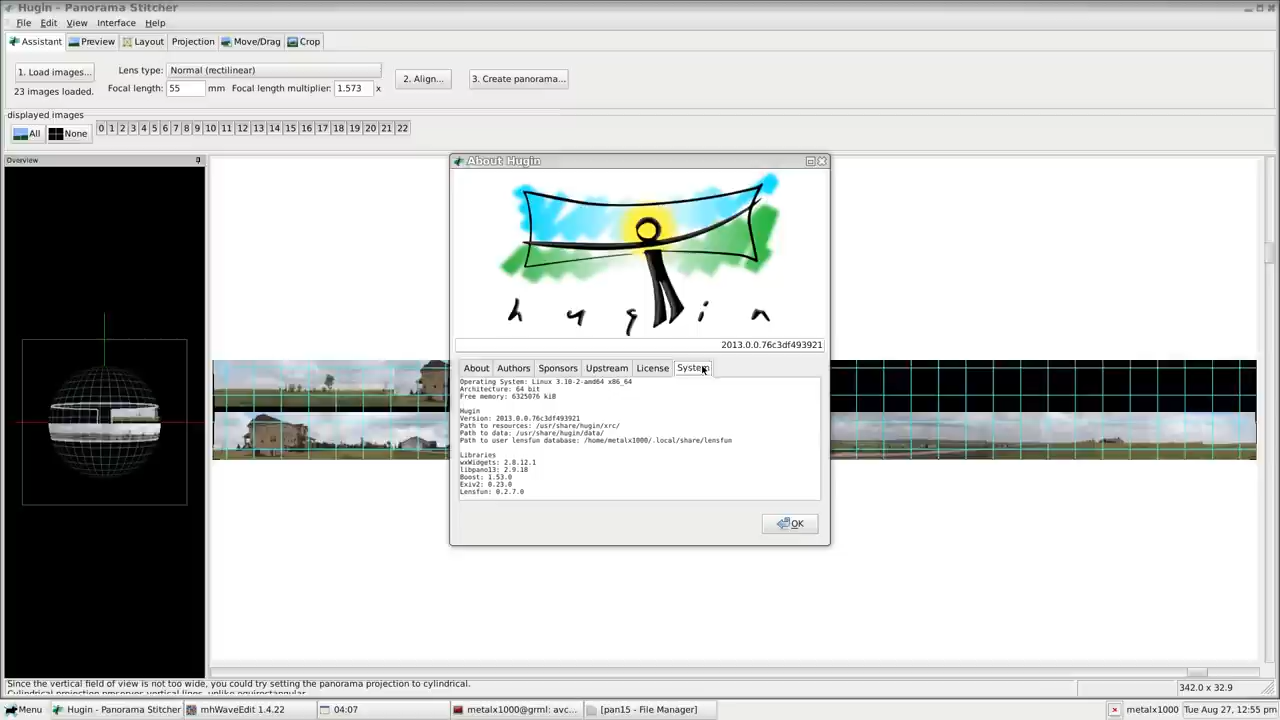 Hugin - Panorama Stitcher
File Edit View Interface Help
Assistant Preview Layout Projection Move/Drag Crop
1. Load images... Lens type: Normal (rectilinear) 2. Align... 3. Create panorama...
23 images loaded. Focal length: 55 mm Focal length multiplier: 1.573 x
displayed images
All None 0 1 2 3 4 5 6 7 8 9 10 11 12 13 14 15 16 17 18 19 20 21 22
Overview
About Hugin
hugin
2013.0.0.76c3df493921
About Authors Sponsors Upstream License System
Operating System: Linux 3.10-2-amd64 x86_64
Architecture: 64 bit
Free memory: 6325076 kiB
Hugin
Version: 2013.0.0.76c3df493921
Path to resources: /usr/share/hugin/xrc/
Path to data: /usr/share/hugin/data/
Path to user lensfun database: /home/metalx1000/.local/share/lensfun
Libraries
wxWidgets: 2.8.12.1
libpano13: 2.9.18
Boost: 1.53.0
Exiv2: 0.23.0
Lensfun: 0.2.7.0
OK
Since the vertical field of view is not too wide, you could try setting the panorama projection to cylindrical.
Cylindrical projection preserves vertical lines, unlike equirectangular.
342.0 x 32.9
Menu Hugin - Panorama Stitcher mhWaveEdit 1.4.22 04:07 metalx1000@grml: avc... [pan15 - File Manager] metalx1000 Tue Aug 27, 12:55 pm